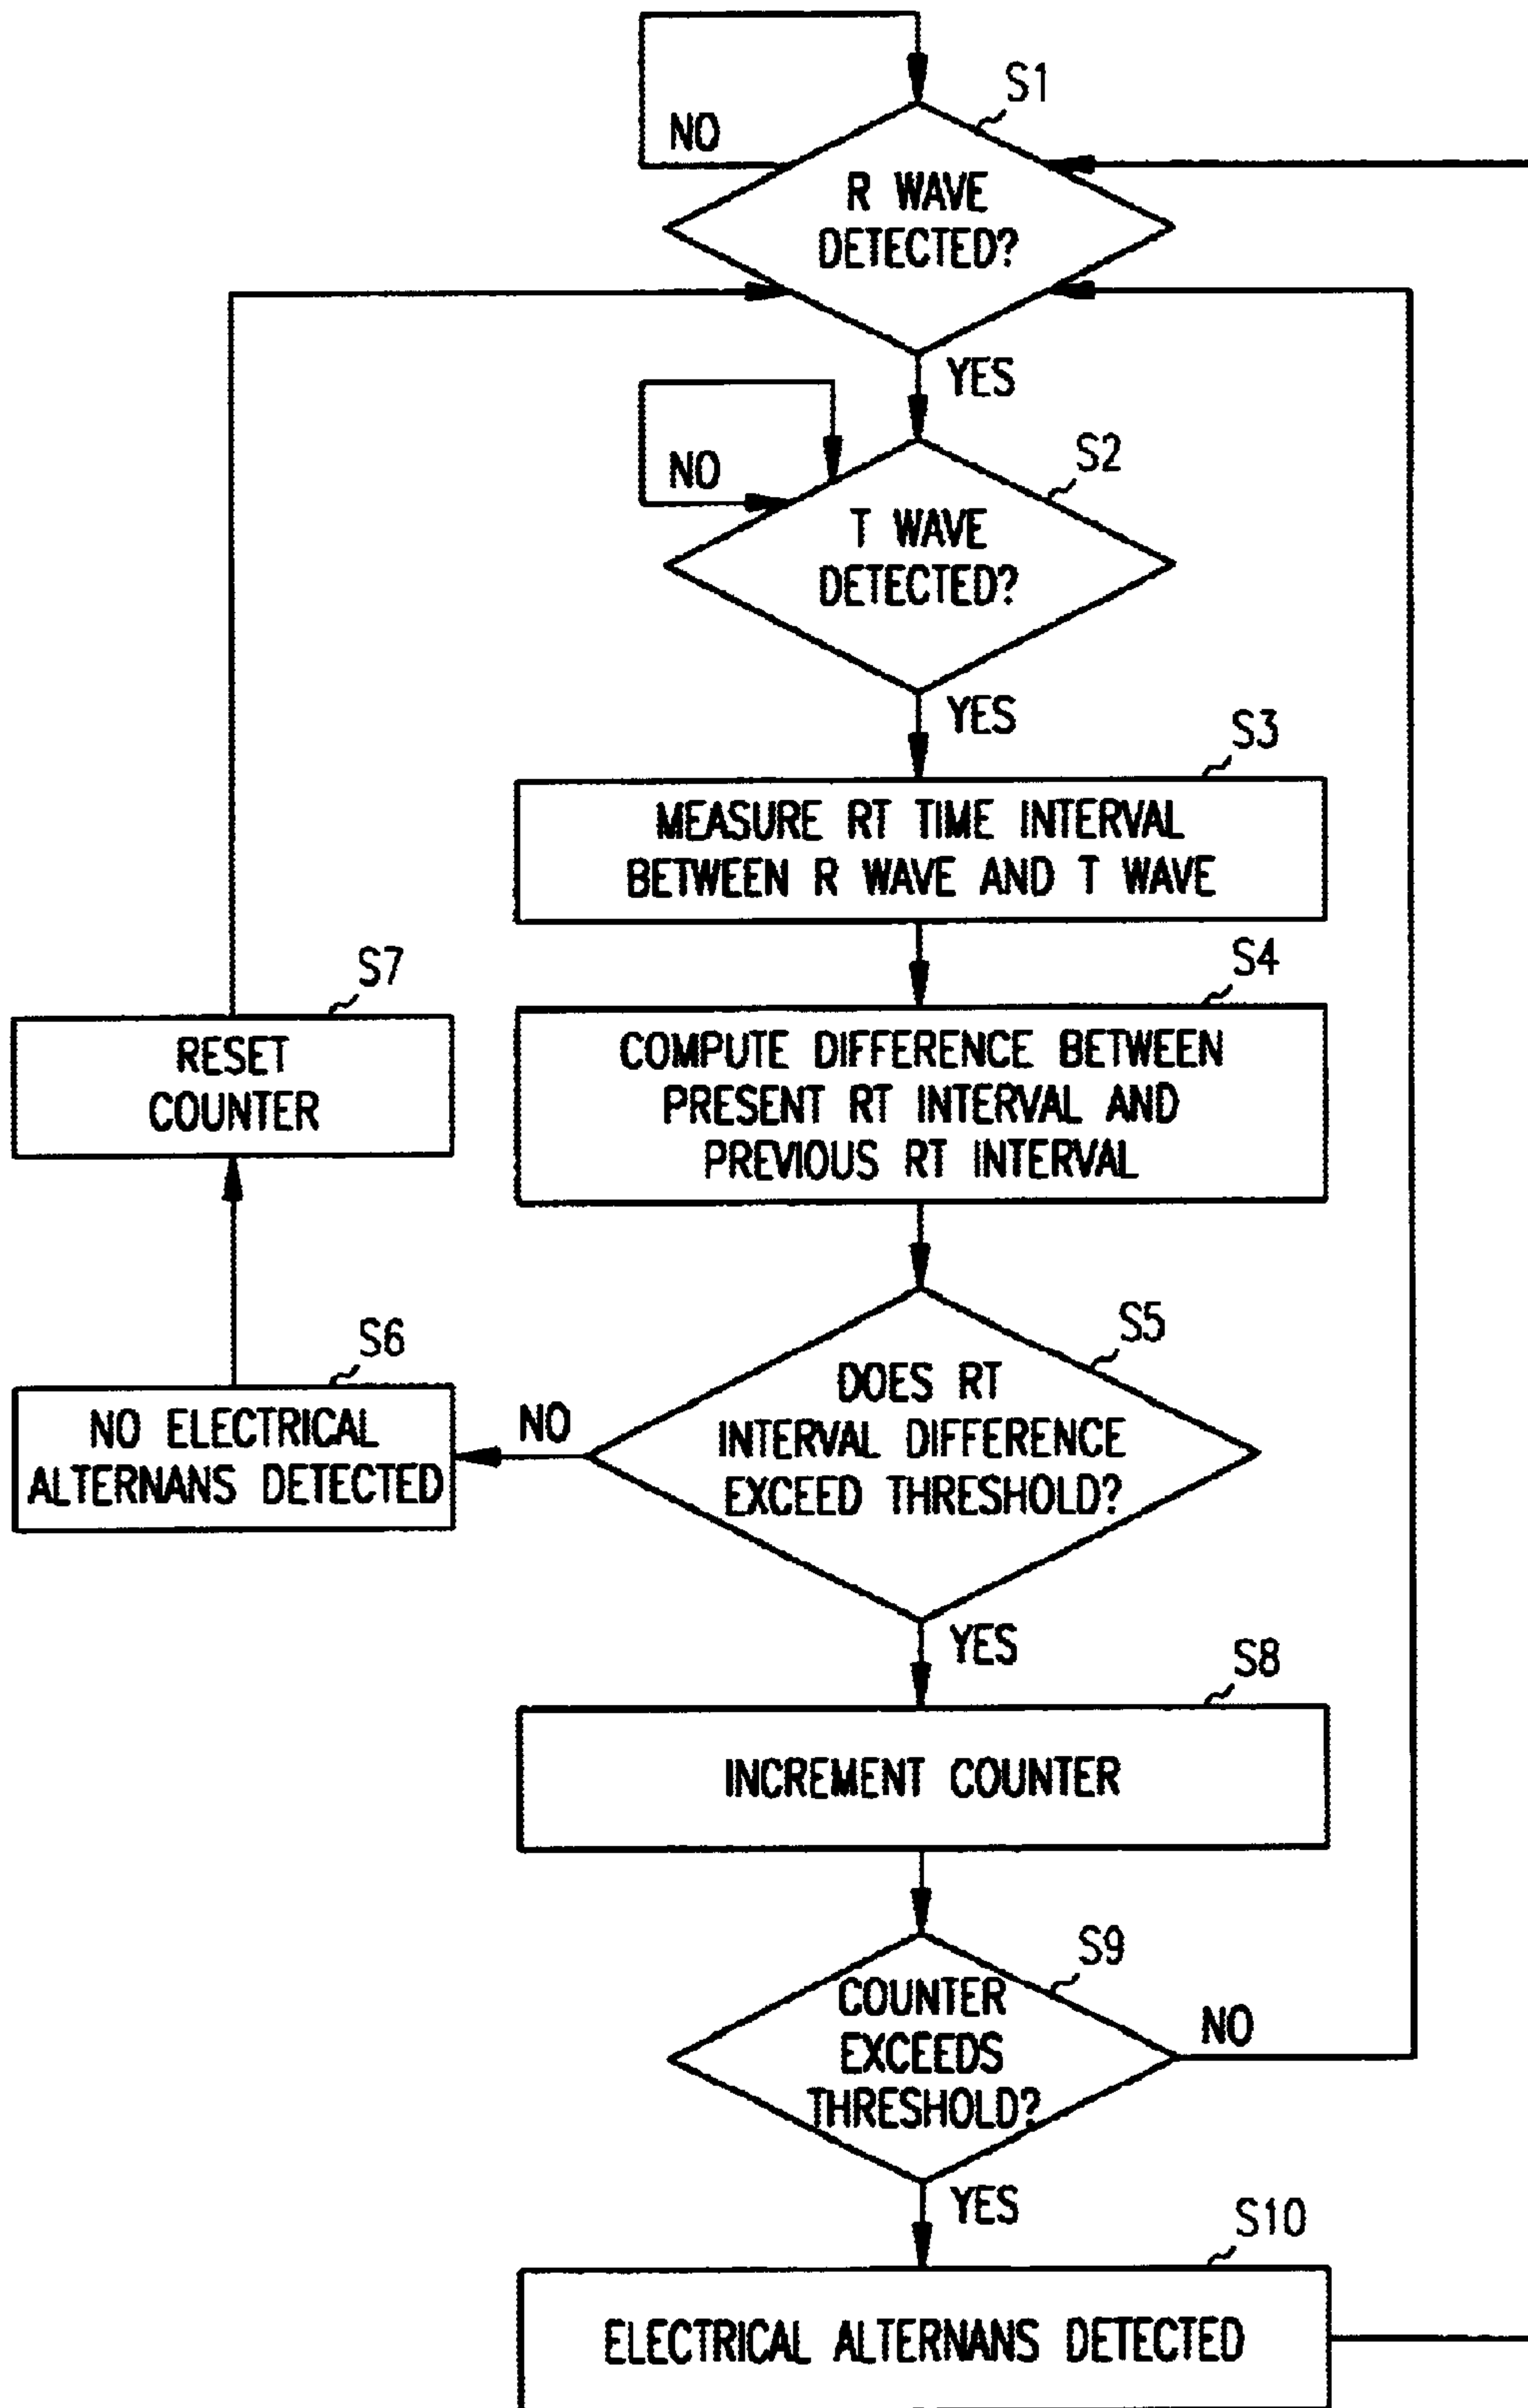 S1
NO
R WAVE
DETECTED?
YES
S2
NO
T WAVE
DETECTED?
YES
S3
MEASURE RT TIME INTERVAL
BETWEEN R WAVE AND T WAVE
S4
COMPUTE DIFFERENCE BETWEEN
PRESENT RT INTERVAL AND
PREVIOUS RT INTERVAL
S7
RESET
COUNTER
S5
DOES RT
INTERVAL DIFFERENCE
EXCEED THRESHOLD?
NO
S6
NO ELECTRICAL
ALTERNANS DETECTED
YES
S8
INCREMENT COUNTER
S9
COUNTER
EXCEEDS
THRESHOLD?
NO
YES
S10
ELECTRICAL ALTERNANS DETECTED